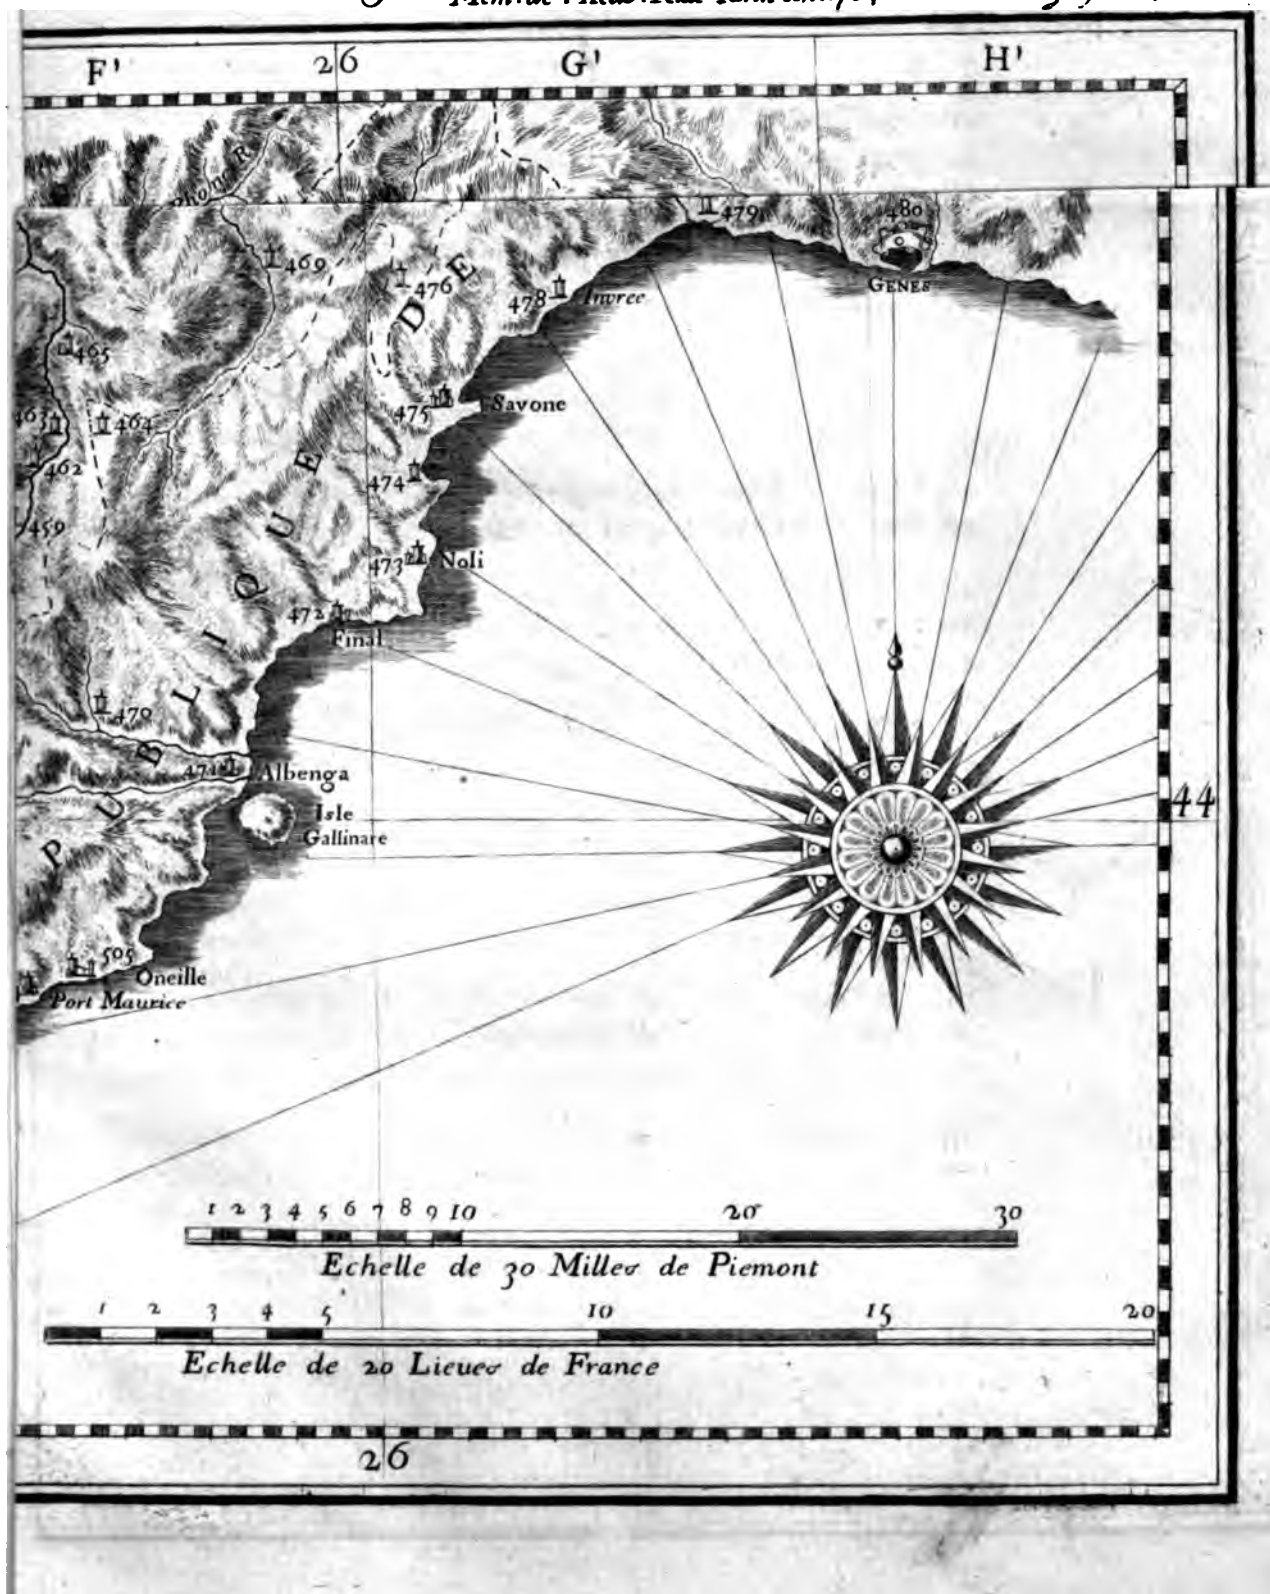 F' 26 G' H'
479
480
469
476
DE
478 Invree
GENES
465
475 Savone
463
464
462
474
459
473 Noli
472
Final
PUBLIQUE
470
471 Albenga
Isle
Gallinare
44
505
Oneille
Port Maurice
1 2 3 4 5 6 7 8 9 10 20 30
Echelle de 30 Milles de Piemont
1 2 3 4 5 10 15 20
Echelle de 20 Lieues de France
26